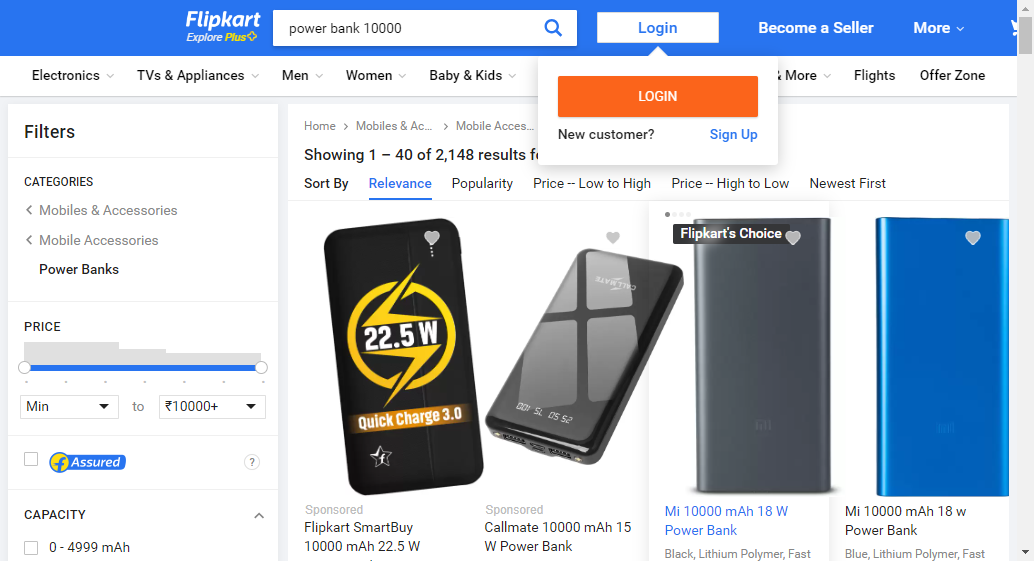 Flipkart
Explore Plus
power bank 10000
Login
Become a Seller
More
Electronics
TVs & Appliances
Men
Women
Baby & Kids
& More
Flights
Offer Zone
LOGIN
New customer?
Sign Up
Filters
CATEGORIES
Mobiles & Accessories
Mobile Accessories
Power Banks
PRICE
Min
to
₹10000+
Assured
?
CAPACITY
0 - 4999 mAh
Home
Mobiles & Ac...
Mobile Acces...
Showing 1 – 40 of 2,148 results
Sort By
Relevance
Popularity
Price -- Low to High
Price -- High to Low
Newest First
22.5 W
Quick Charge 3.0
Sponsored
Flipkart SmartBuy
10000 mAh 22.5 W
CALL MATE
Sponsored
Callmate 10000 mAh 15
W Power Bank
Flipkart's Choice
Mi 10000 mAh 18 W
Power Bank
Black, Lithium Polymer, Fast
Mi 10000 mAh 18 w
Power Bank
Blue, Lithium Polymer, Fast